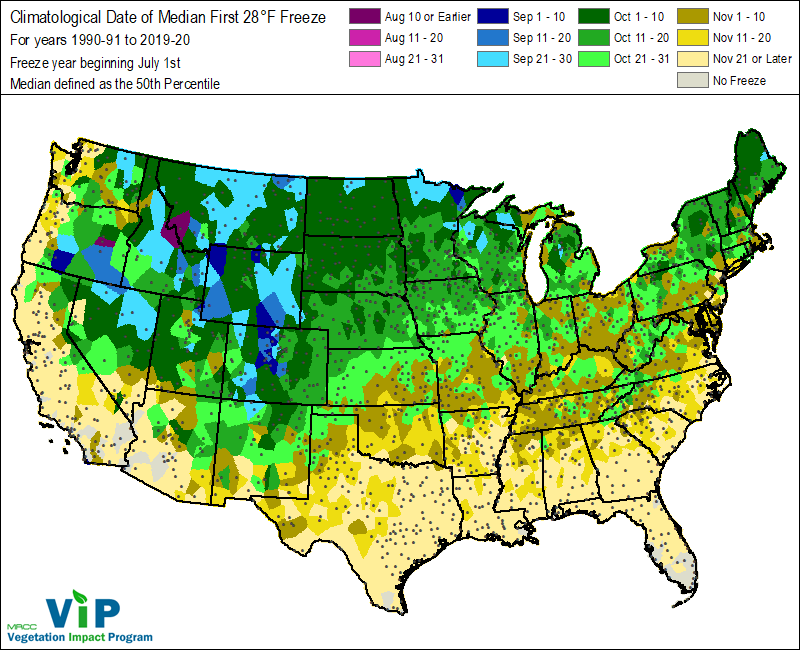 Climatological Date of Median First 28°F Freeze
For years 1990-91 to 2019-20
Freeze year beginning July 1st
Median defined as the 50th Percentile
Aug 10 or Earlier
Aug 11 - 20
Aug 21 - 31
Sep 1 - 10
Sep 11 - 20
Sep 21 - 30
Oct 1 - 10
Oct 11 - 20
Oct 21 - 31
Nov 1 - 10
Nov 11 - 20
Nov 21 or Later
No Freeze
MRCC
ViP
Vegetation Impact Program